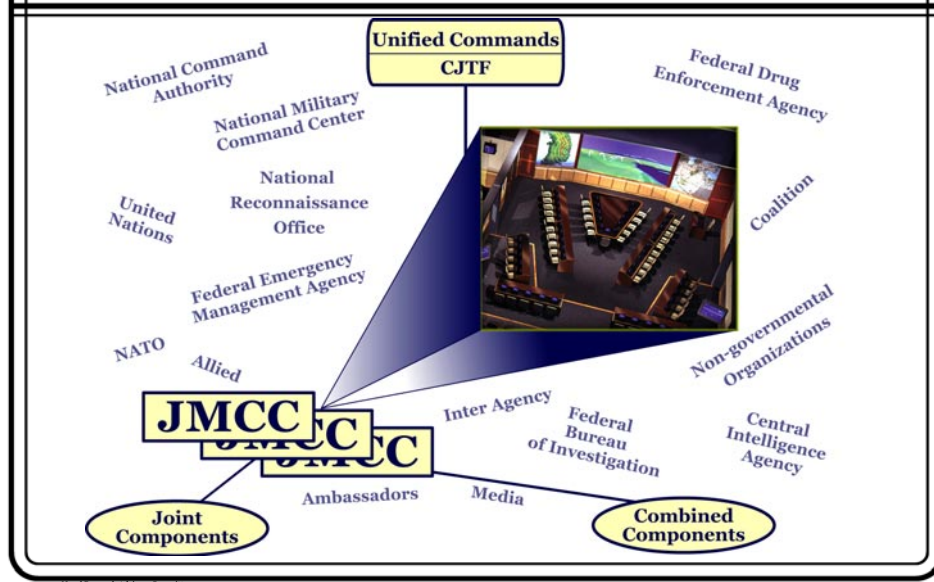 Unified Commands
CJTF
National Command
Authority
Federal Drug
Enforcement Agency
National Military
Command Center
National
Reconnaissance
Office
United
Nations
Coalition
Federal Emergency
Management Agency
Non-governmental
Organizations
NATO
Allied
JMCC
JMCC
JMCC
Inter Agency
Federal
Bureau
of Investigation
Central
Intelligence
Agency
Ambassadors
Media
Joint
Components
Combined
Components